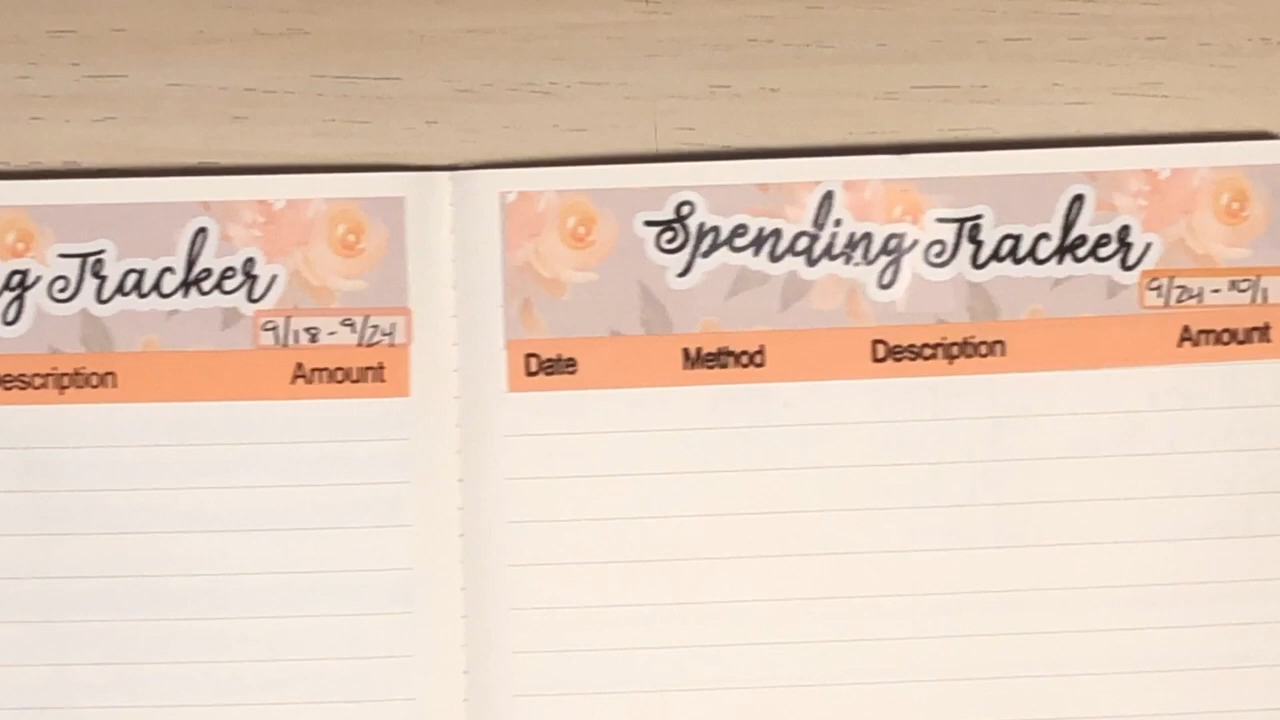 g Tracker
9/18-9/24
escription Amount
Spending Tracker
9/24-10/1
Date Method Description Amount